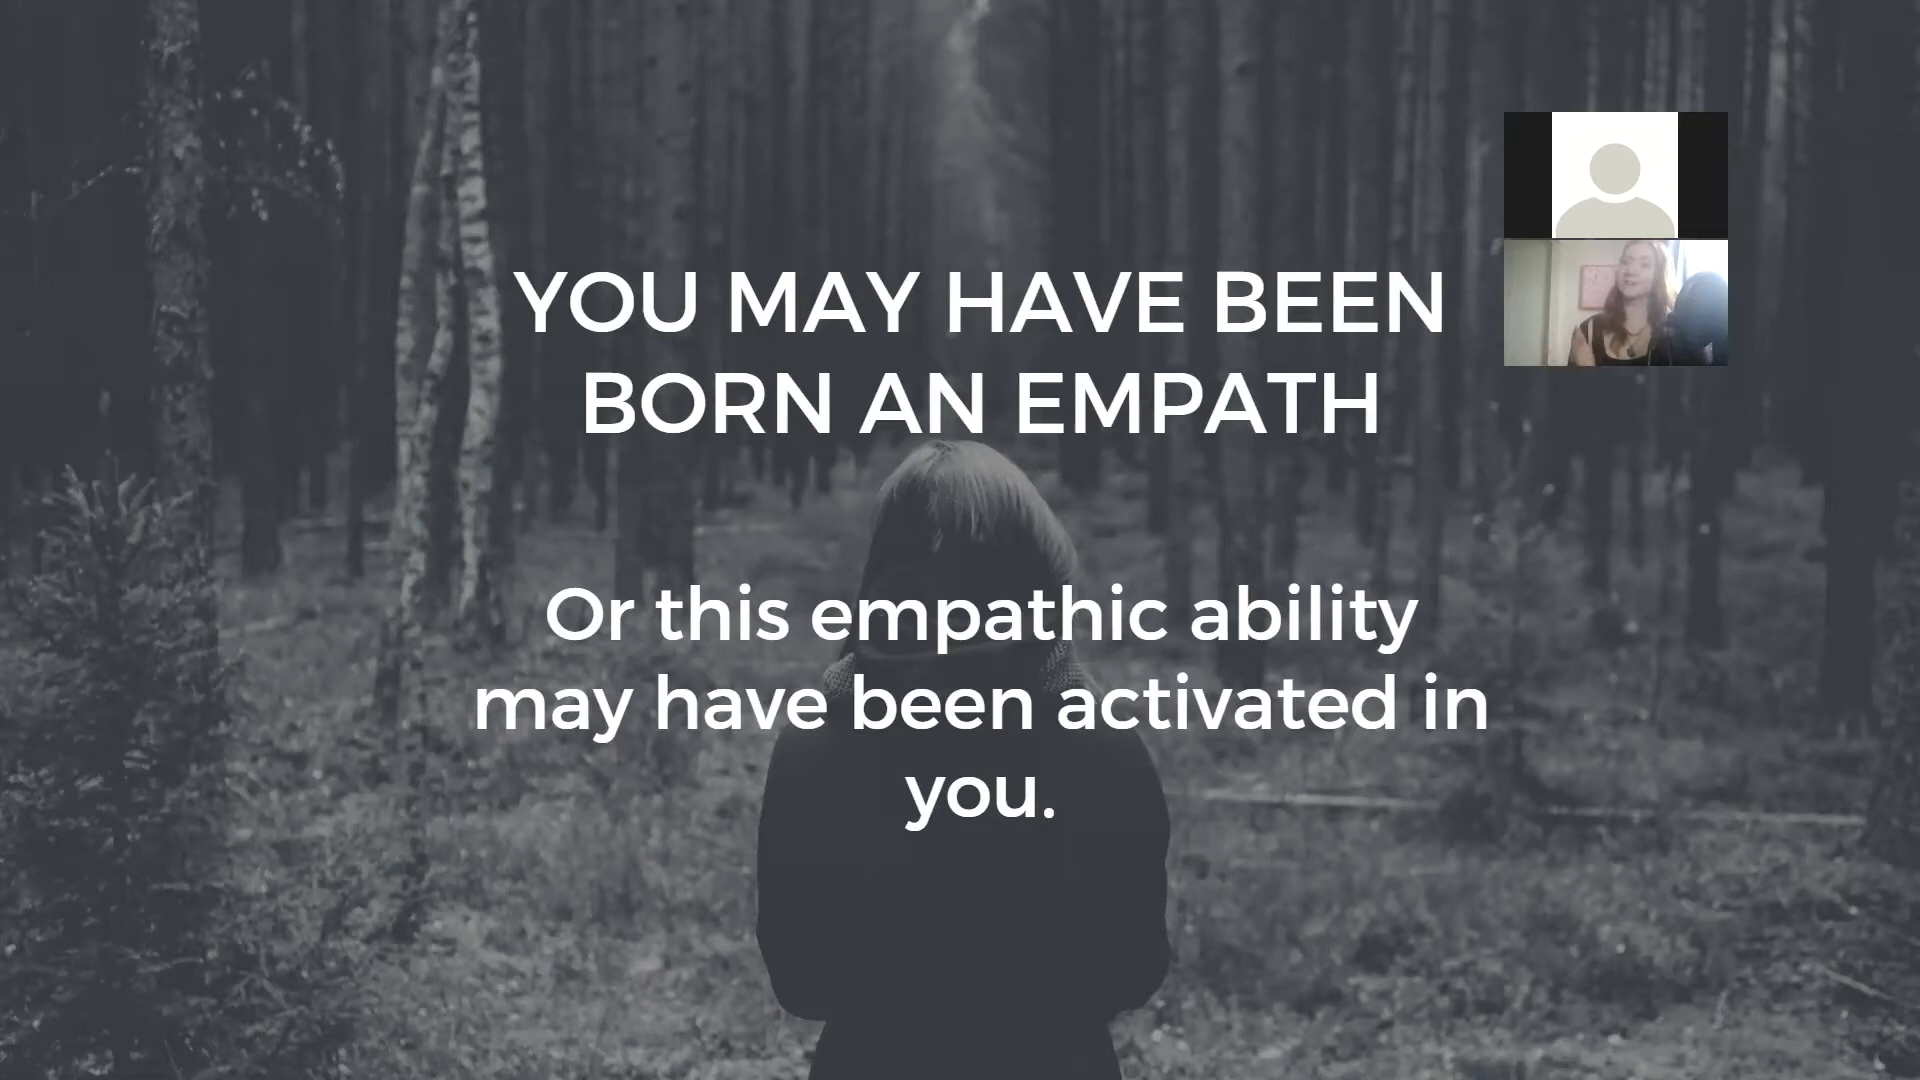 YOU MAY HAVE BEEN
BORN AN EMPATH
Or this empathic ability
may have been activated in
you.